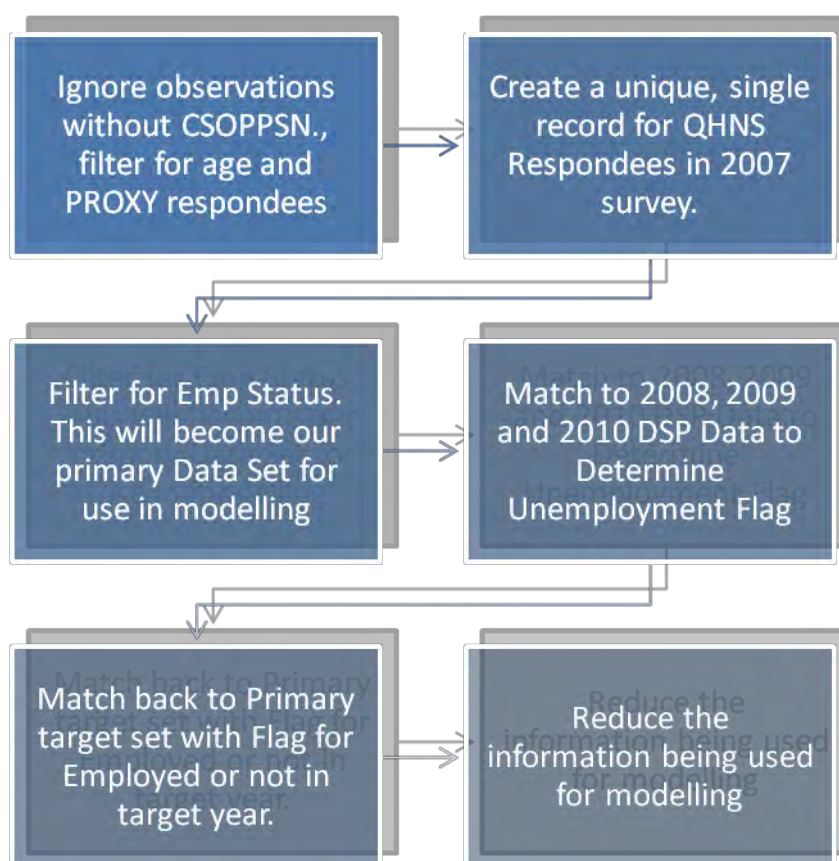 Ignore observations
without CSOPPSN.,
filter for age and
PROXY respondees
Create a unique, single
record for QHNS
Respondees in 2007
survey.
Filter for Emp Status.
This will become our
primary Data Set for
use in modelling
Match to 2008, 2009
and 2010 DSP Data to
Determine
Unemployment Flag
Match back to Primary
target set with Flag for
Employed or not in
target year.
Reduce the
information being used
for modelling